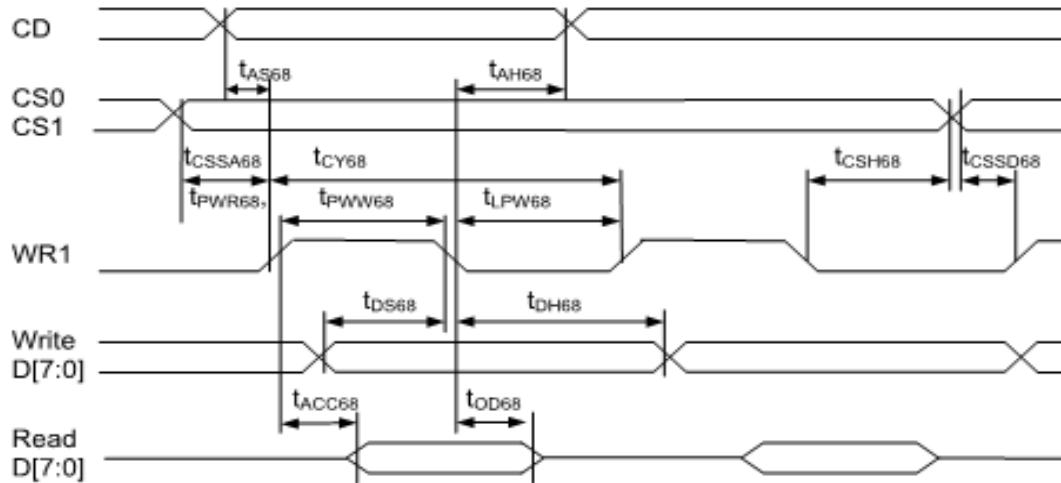 CD
tAS68
tAH68
CS0
CS1
tCSSA68
tCY68
tCSH68
tCSSD68
tPWR68,
tPWW68
tLPW68
WR1
tDS68
tDH68
Write
D[7:0]
tACC68
tOD68
Read
D[7:0]